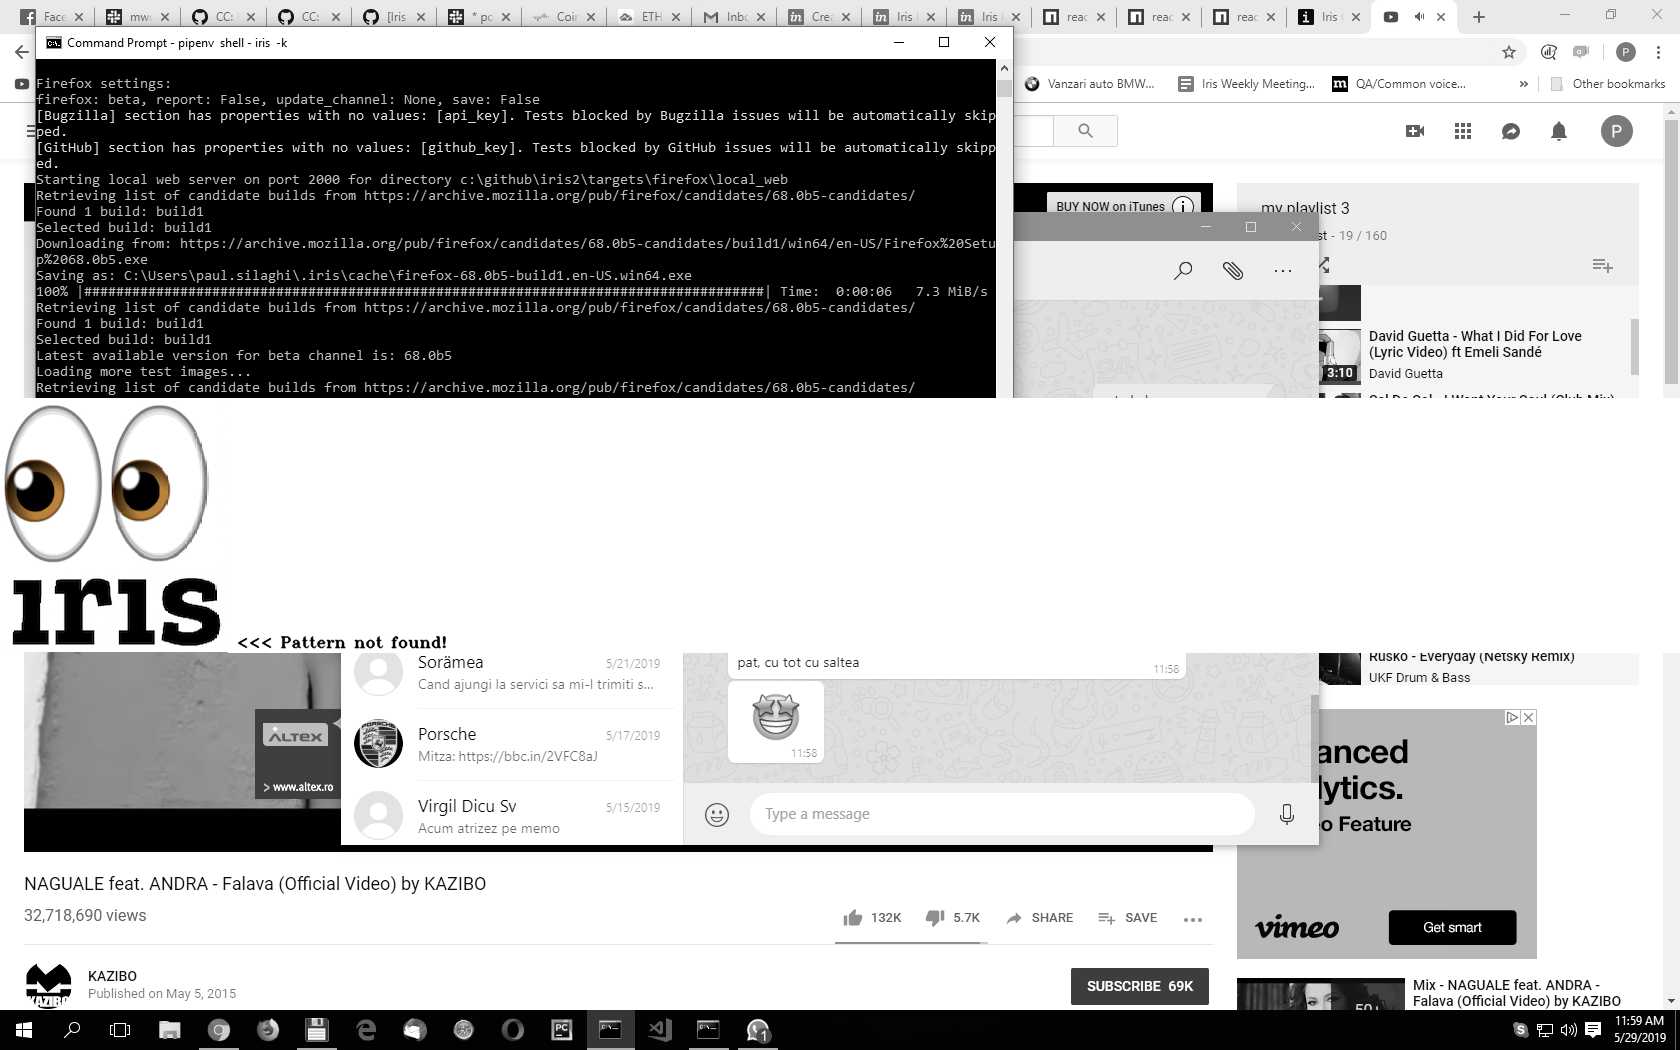 Face
mw
CC:
CC:
[Iris
* po
Coin
ETH
Inb
Crea
Iris
Iris
reac
reac
reac
Iris
Command Prompt - pipenv shell - iris -k
P
Vanzari auto BMW...
Iris Weekly Meeting...
QA/Common voice...
»
Other bookmarks
Firefox settings:
firefox: beta, report: False, update_channel: None, save: False
[Bugzilla] section has properties with no values: [api_key]. Tests blocked by Bugzilla issues will be automatically skip
ped.
[GitHub] section has properties with no values: [github_key]. Tests blocked by GitHub issues will be automatically skipp
ed.
Starting local web server on port 2000 for directory c:\github\iris2\targets\firefox\local_web
Retrieving list of candidate builds from https://archive.mozilla.org/pub/firefox/candidates/68.0b5-candidates/
Found 1 build: build1
Selected build: build1
Downloading from: https://archive.mozilla.org/pub/firefox/candidates/68.0b5-candidates/build1/win64/en-US/Firefox%20Setu
p%2068.0b5.exe
Saving as: C:\Users\paul.silaghi\.iris\cache\firefox-68.0b5-build1.en-US.win64.exe
100% |#####################################################################################| Time:  0:00:06   7.3 MiB/s
Retrieving list of candidate builds from https://archive.mozilla.org/pub/firefox/candidates/68.0b5-candidates/
Found 1 build: build1
Selected build: build1
Latest available version for beta channel is: 68.0b5
Loading more test images...
Retrieving list of candidate builds from https://archive.mozilla.org/pub/firefox/candidates/68.0b5-candidates/
P
BUY NOW on iTunes
my playlist 3
st - 19 / 160
David Guetta - What I Did For Love
(Lyric Video) ft Emeli Sandé
3:10
David Guetta
iris
<<< Pattern not found!
Sorämea
5/21/2019
Cand ajungi la servici sa mi-l trimiti s...
Porsche
5/17/2019
Mitza: https://bbc.in/2VFC8aJ
Virgil Dicu Sv
5/15/2019
Acum atrizez pe memo
pat, cu tot cu saltea
11:58
11:58
Type a message
ALTEX
> www.altex.ro
Rusko - Everyday (Netsky Remix)
UKF Drum & Bass
anced
lytics.
o Feature
vimeo
Get smart
NAGUALE feat. ANDRA - Falava (Official Video) by KAZIBO
32,718,690 views
132K
5.7K
SHARE
SAVE
KAZIBO
KAZIBO
Published on May 5, 2015
SUBSCRIBE 69K
Mix - NAGUALE feat. ANDRA -
Falava (Official Video) by KAZIBO
50+
PC
1
11:59 AM
5/29/2019